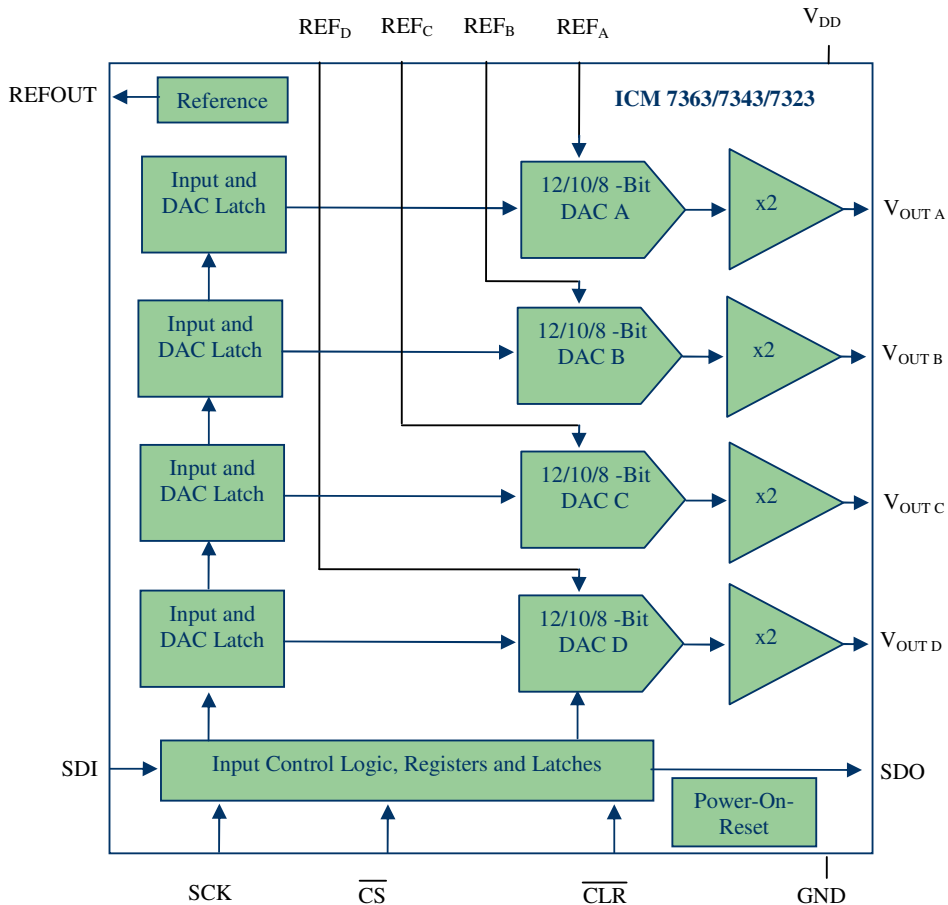 REF_D REF_C REF_B REF_A V_DD
REFOUT
Reference
ICM 7363/7343/7323
Input and
DAC Latch
12/10/8 -Bit
DAC A
x2
V_OUT A
Input and
DAC Latch
12/10/8 -Bit
DAC B
x2
V_OUT B
Input and
DAC Latch
12/10/8 -Bit
DAC C
x2
V_OUT C
Input and
DAC Latch
12/10/8 -Bit
DAC D
x2
V_OUT D
SDI
Input Control Logic, Registers and Latches
SDO
Power-On-
Reset
SCK C̅S̅ C̅L̅R̅ GND